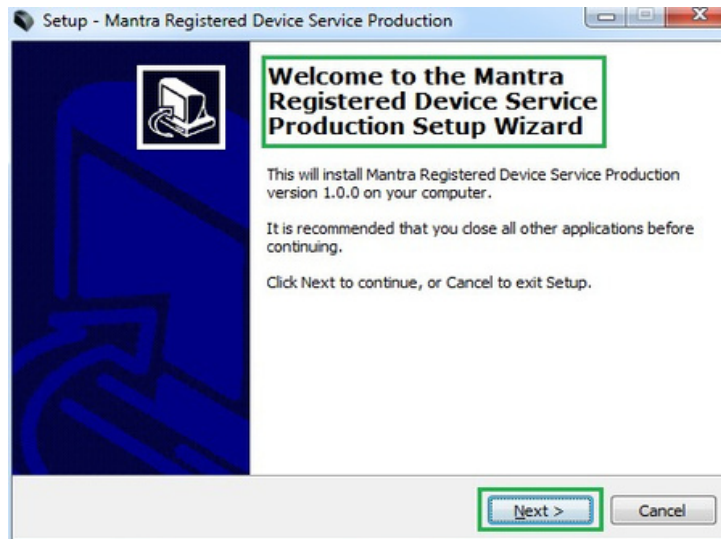 Setup - Mantra Registered Device Service Production
Welcome to the Mantra
Registered Device Service
Production Setup Wizard
This will install Mantra Registered Device Service Production
version 1.0.0 on your computer.
It is recommended that you close all other applications before
continuing.
Click Next to continue, or Cancel to exit Setup.
Next >
Cancel